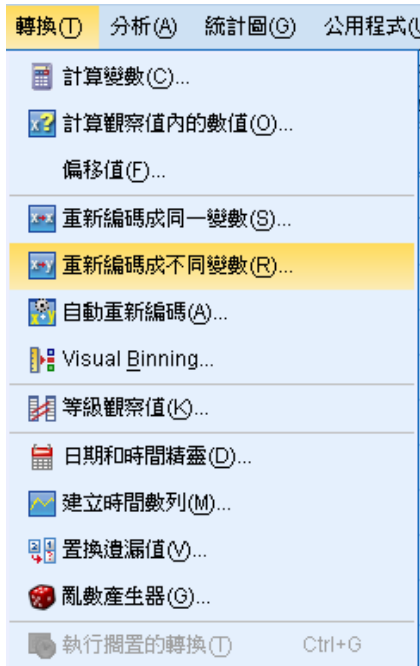 轉換(T) 分析(A) 統計圖(G) 公用程式(
計算變數(C)...
計算觀察值內的數值(O)...
偏移值(F)...
重新編碼成同一變數(S)...
重新編碼成不同變數(R)...
自動重新編碼(A)...
Visual Binning...
等級觀察值(K)...
日期和時間精靈(D)...
建立時間數列(M)...
置換遺漏值(V)...
亂數產生器(G)...
執行擱置的轉換(T) Ctrl+G